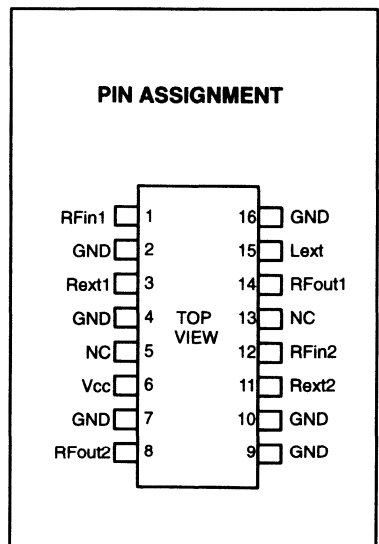 PIN ASSIGNMENT
RFin1 1 16 GND
GND 2 15 Lext
Rext1 3 14 RFout1
GND 4 TOP 13 NC
VIEW
NC 5 12 RFin2
Vcc 6 11 Rext2
GND 7 10 GND
RFout2 8 9 GND